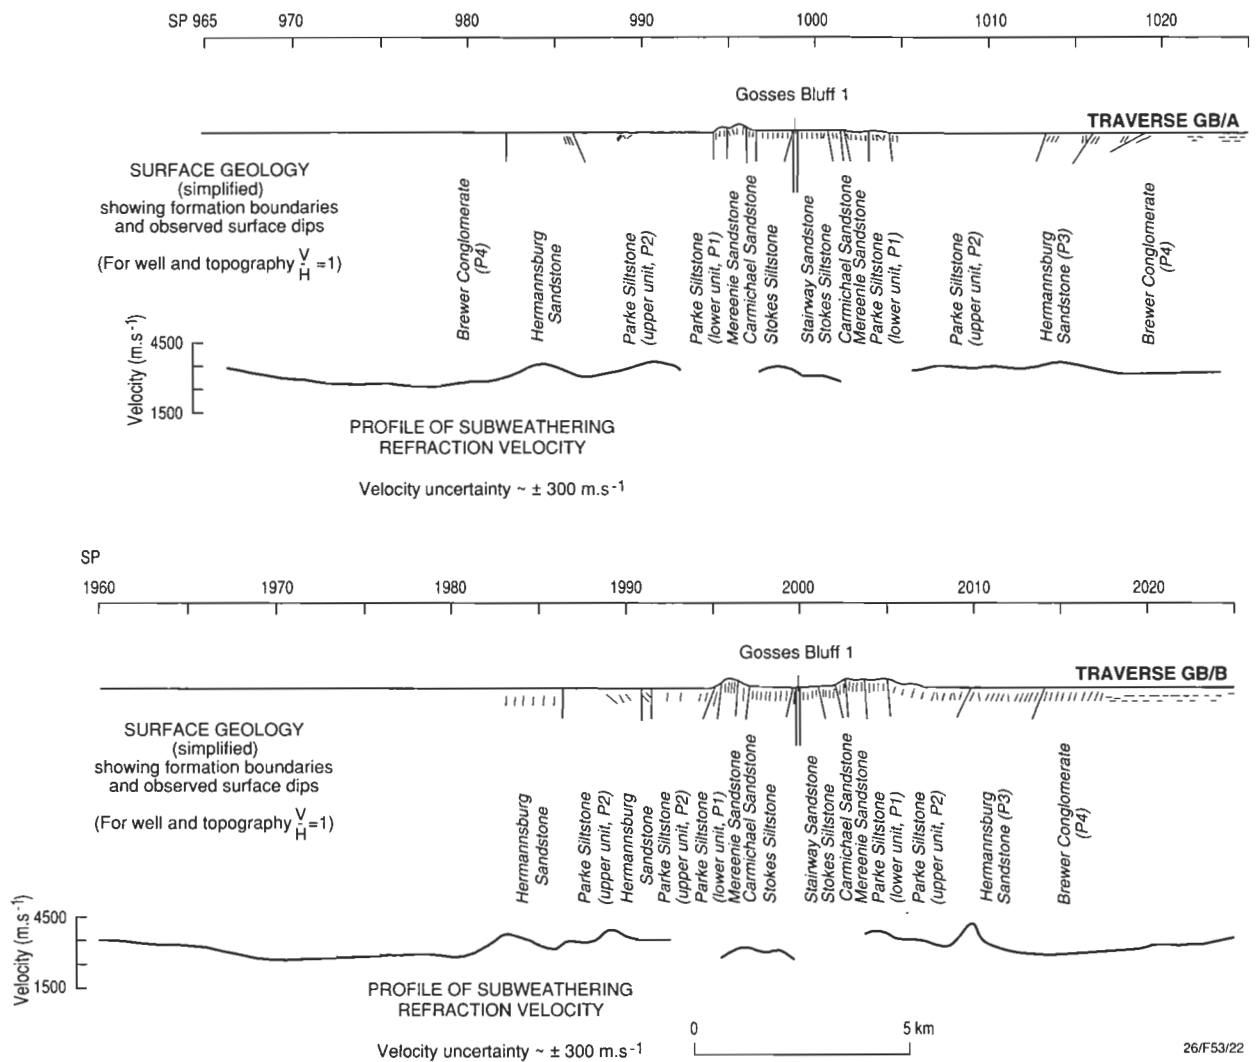 SP 965 970 980 990 1000 1010 1020
Gosses Bluff 1
TRAVERSE GB/A
SURFACE GEOLOGY
(simplified)
showing formation boundaries
and observed surface dips
(For well and topography V/H =1)
Brewer Conglomerate
(P4)
Hermannsburg
Sandstone
Parke Siltstone
(upper unit, P2)
Parke Siltstone
(lower unit, P1)
Mereenie Sandstone
Carmichael Sandstone
Stokes Siltstone
Stairway Sandstone
Stokes Siltstone
Carmichael Sandstone
Mereenie Sandstone
Parke Siltstone
(lower unit, P1)
Parke Siltstone
(upper unit, P2)
Hermannsburg
Sandstone (P3)
Brewer Conglomerate
(P4)
Velocity (m.s-1)
4500
1500
PROFILE OF SUBWEATHERING
REFRACTION VELOCITY
Velocity uncertainty ~ ± 300 m.s-1
SP
1960 1970 1980 1990 2000 2010 2020
Gosses Bluff 1
TRAVERSE GB/B
SURFACE GEOLOGY
(simplified)
showing formation boundaries
and observed surface dips
(For well and topography V/H =1)
Hermannsburg
Sandstone
Parke Siltstone
(upper unit, P2)
Hermannsburg
Sandstone
Parke Siltstone
(upper unit, P2)
Parke Siltstone
(lower unit, P1)
Mereenie Sandstone
Carmichael Sandstone
Stokes Siltstone
Stairway Sandstone
Stokes Siltstone
Carmichael Sandstone
Mereenie Sandstone
Parke Siltstone
(lower unit, P1)
Parke Siltstone
(upper unit, P2)
Hermannsburg
Sandstone (P3)
Brewer Conglomerate
(P4)
Velocity (m.s-1)
4500
1500
PROFILE OF SUBWEATHERING
REFRACTION VELOCITY
Velocity uncertainty ~ ± 300 m.s-1
0 5 km
26/F53/22